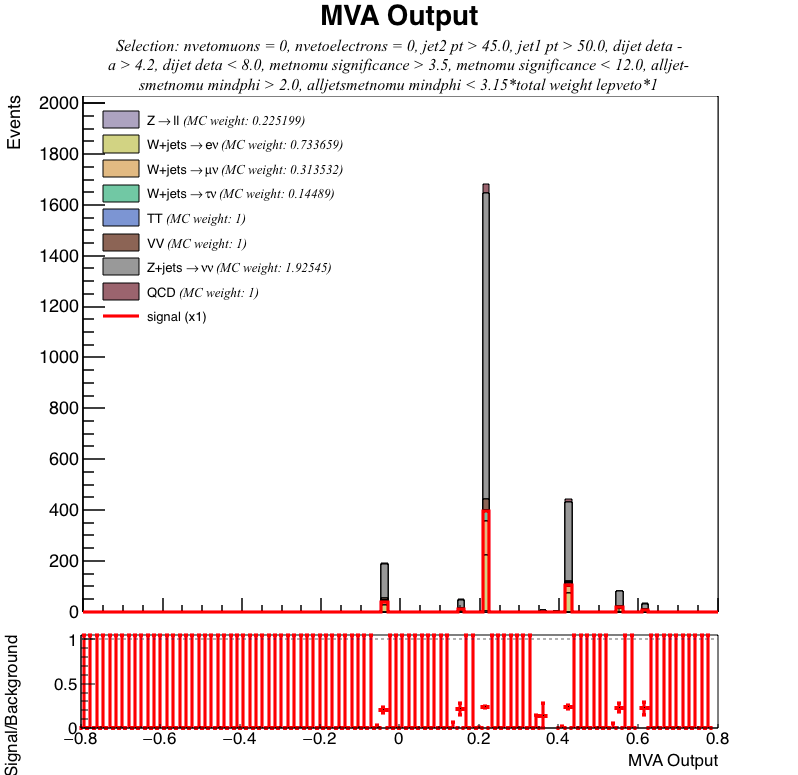 MVA Output
Selection: nvetomuons = 0, nvetoelectrons = 0, jet2 pt > 45.0, jet1 pt > 50.0, dijet deta -
a > 4.2, dijet deta < 8.0, metnomu significance > 3.5, metnomu significance < 12.0, alljet-
smetnomu mindphi > 2.0, alljetsmetnomu mindphi < 3.15*total weight lepveto*1
Events
2000
1800
1600
1400
1200
1000
800
600
400
200
0
Z→ll (MC weight: 0.225199)
W+jets→eν (MC weight: 0.733659)
W+jets→μν (MC weight: 0.313532)
W+jets→τν (MC weight: 0.14489)
TT (MC weight: 1)
VV (MC weight: 1)
Z+jets→νν (MC weight: 1.92545)
QCD (MC weight: 1)
signal (x1)
Signal/Background
1
0.5
0
−0.8 −0.6 −0.4 −0.2 0 0.2 0.4 0.6 0.8
MVA Output